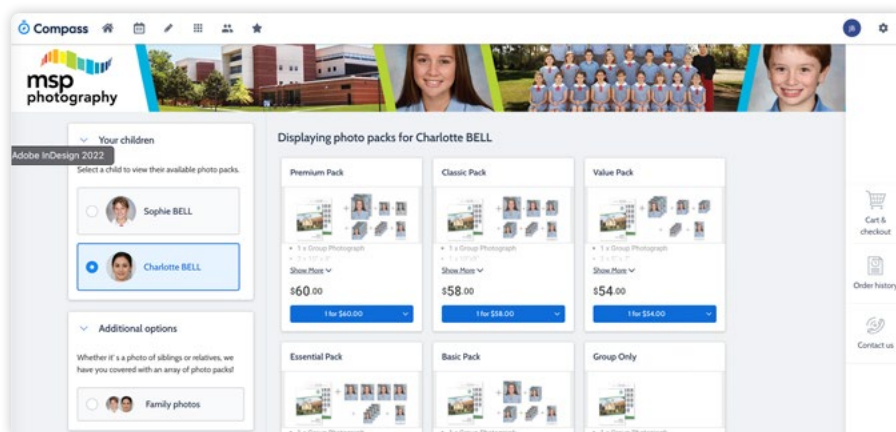 Compass
JB
msp
photography
Your children
Adobe InDesign 2022
Select a child to view their available photo packs.
Sophie BELL
Charlotte BELL
Additional options
Whether it's a photo of siblings or relatives, we
have you covered with an array of photo packs!
Family photos
Displaying photo packs for Charlotte BELL
Premium Pack
1 x Group Photograph
Show More
$60.00
1 for $60.00
Classic Pack
1 x Group Photograph
Show More
$58.00
1 for $58.00
Value Pack
1 x Group Photograph
Show More
$54.00
1 for $54.00
Essential Pack
Basic Pack
Group Only
Cart &
checkout
Order history
Contact us